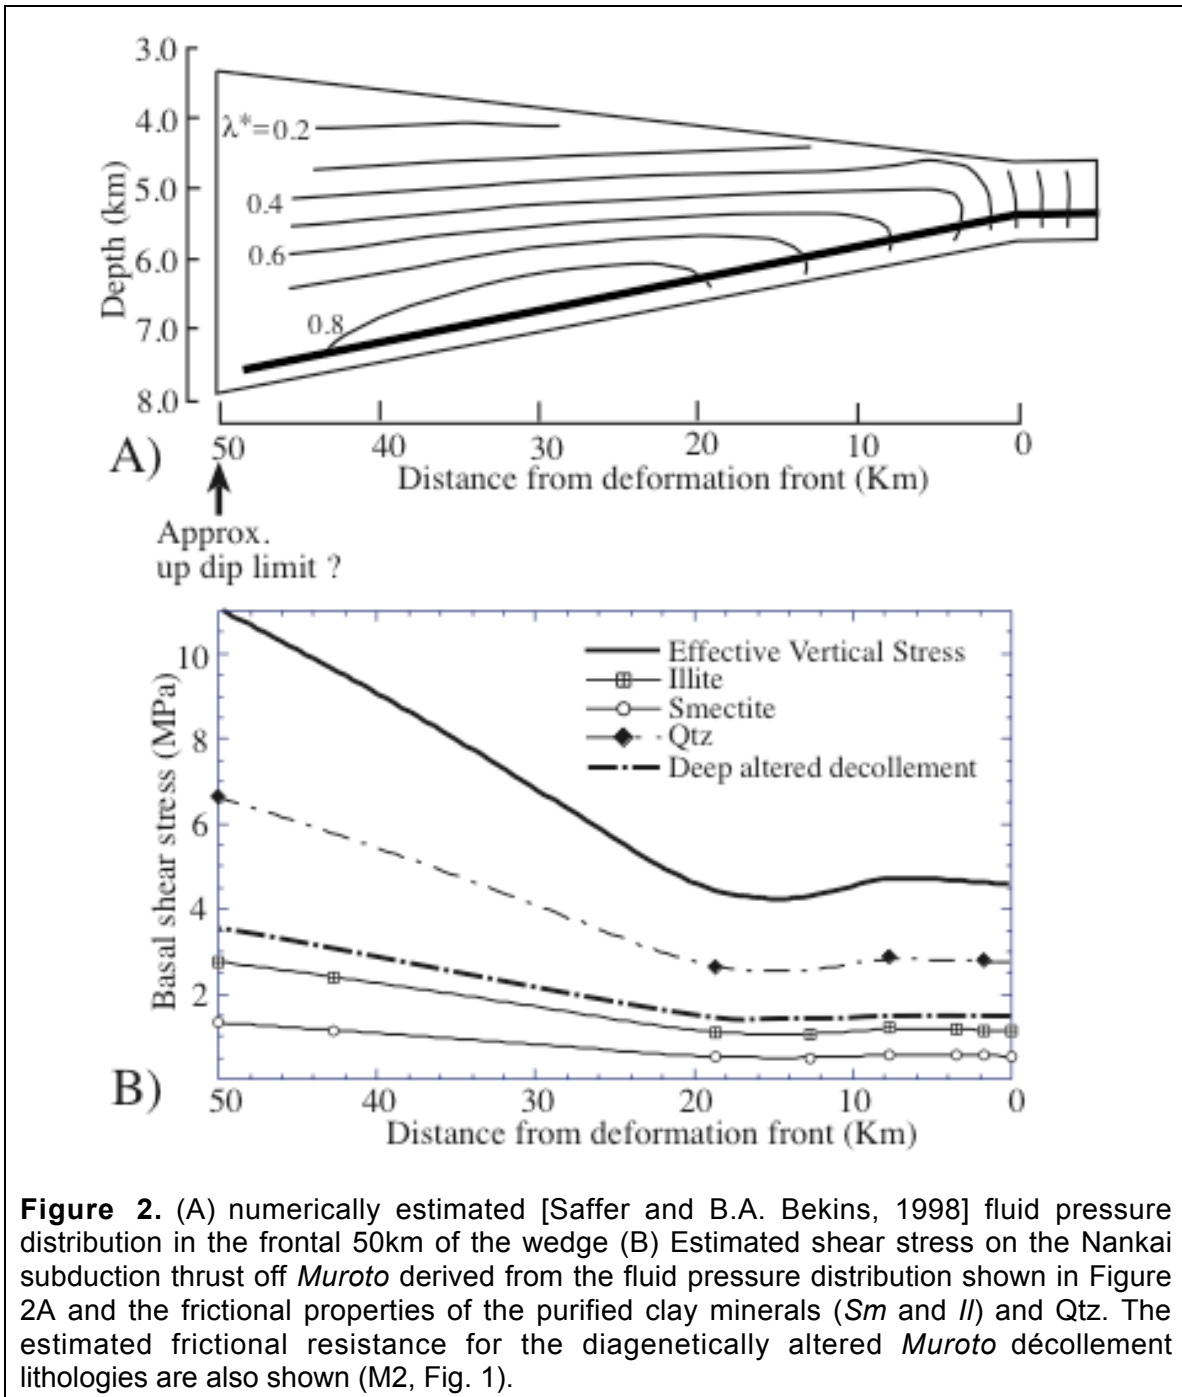 3.0
4.0
λ*=0.2
5.0
0.4
6.0
0.6
7.0
0.8
8.0
Depth (km)
A)
50 40 30 20 10 0
Distance from deformation front (Km)
Approx.
up dip limit ?
10
8
6
4
2
Basal shear stress (MPa)
Effective Vertical Stress
Illite
Smectite
Qtz
Deep altered decollement
B)
50 40 30 20 10 0
Distance from deformation front (Km)
Figure 2. (A) numerically estimated [Saffer and B.A. Bekins, 1998] fluid pressure
distribution in the frontal 50km of the wedge (B) Estimated shear stress on the Nankai
subduction thrust off Muroto derived from the fluid pressure distribution shown in Figure
2A and the frictional properties of the purified clay minerals (Sm and Il) and Qtz. The
estimated frictional resistance for the diagenetically altered Muroto décollement
lithologies are also shown (M2, Fig. 1).